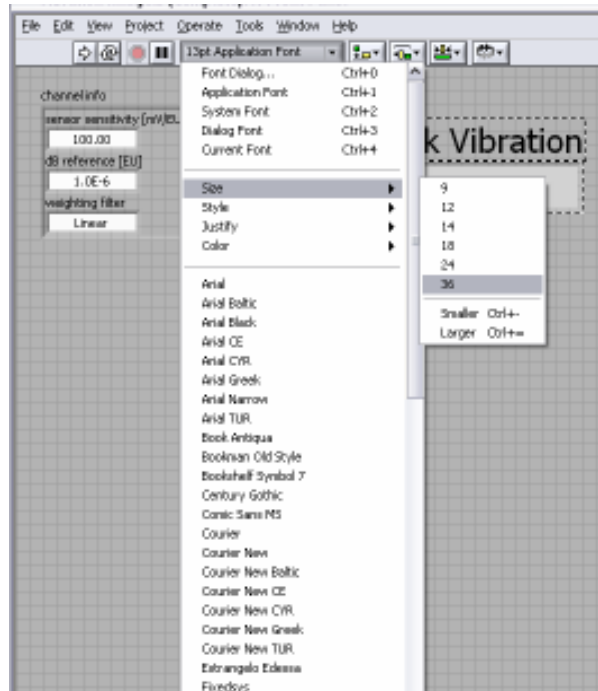 File Edit View Project Operate Tools Window Help
13pt Application Font
Font Dialog... Ctrl+0
Application Font Ctrl+1
System Font Ctrl+2
Dialog Font Ctrl+3
Current Font Ctrl+4
Size
Style
Justify
Color
Arial
Arial Baltic
Arial Black
Arial CE
Arial CYR
Arial Greek
Arial Narrow
Arial TUR
Book Antiqua
Bookman Old Style
Bookshelf Symbol 7
Century Gothic
Comic Sans MS
Courier
Courier New
Courier New Baltic
Courier New CE
Courier New CYR
Courier New Greek
Courier New TUR
Estrangelo Edessa
Fixedsys
channel info
sensor sensitivity [mV/EU
100.00
dB reference [EU]
1.0E-6
weighting filter
Linear
k Vibration
9
12
14
18
24
36
Smaller Ctrl+-
Larger Ctrl+=